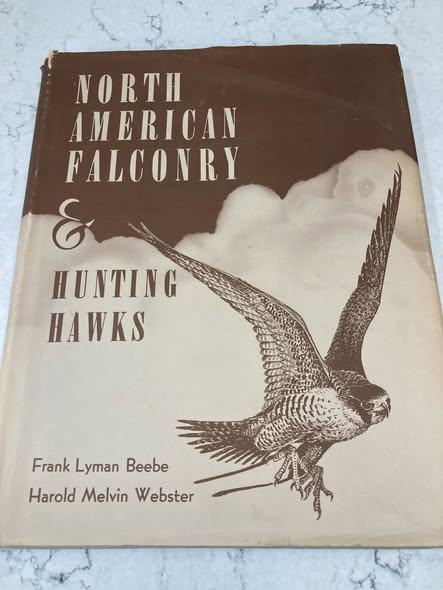 NORTH
AMERICAN
FALCONRY
&
HUNTING
HAWKS
Frank Lyman Beebe
Harold Melvin Webster